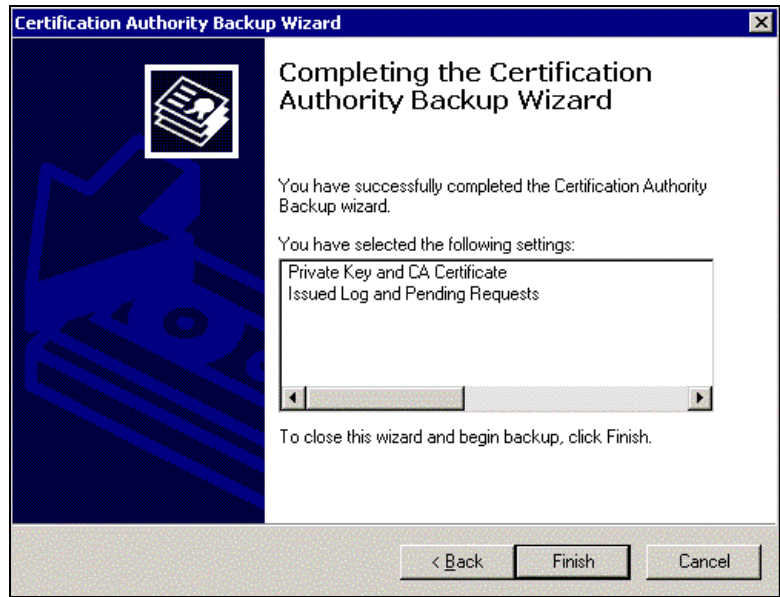 Certification Authority Backup Wizard
Completing the Certification
Authority Backup Wizard
You have successfully completed the Certification Authority
Backup wizard.
You have selected the following settings:
Private Key and CA Certificate
Issued Log and Pending Requests
To close this wizard and begin backup, click Finish.
< Back
Finish
Cancel